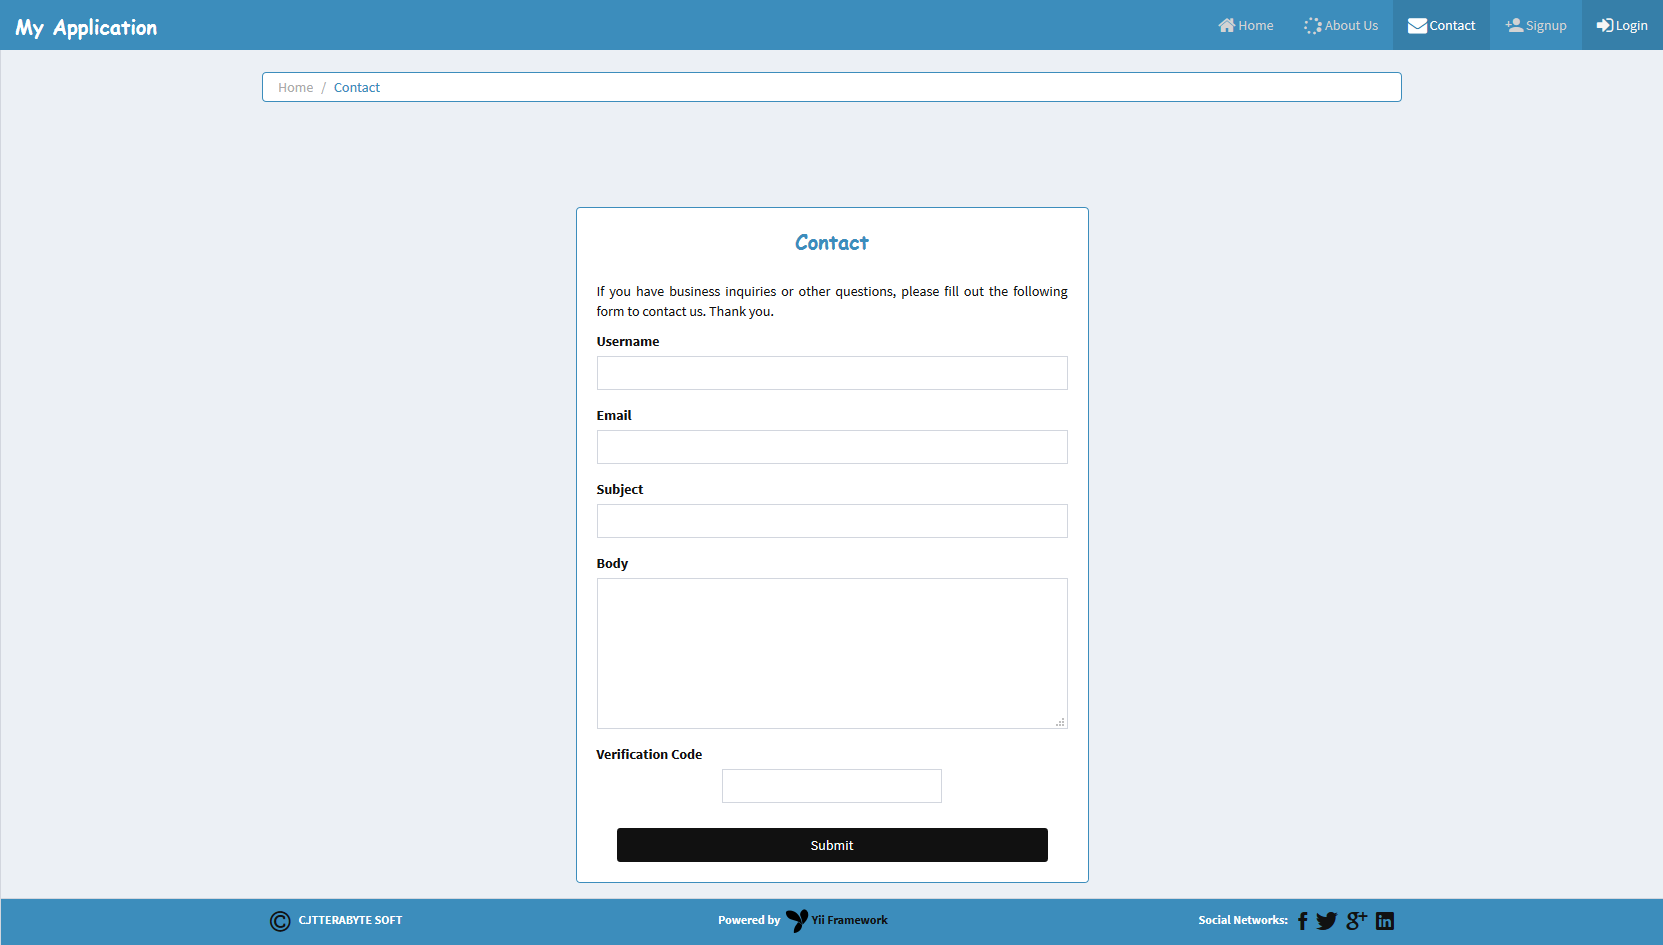 My Application
Home
About Us
Contact
Signup
Login
Home / Contact
Contact
If you have business inquiries or other questions, please fill out the following
form to contact us. Thank you.
Username
Email
Subject
Body
Verification Code
Submit
© CJTTERABYTE SOFT
Powered by Yii Framework
Social Networks: